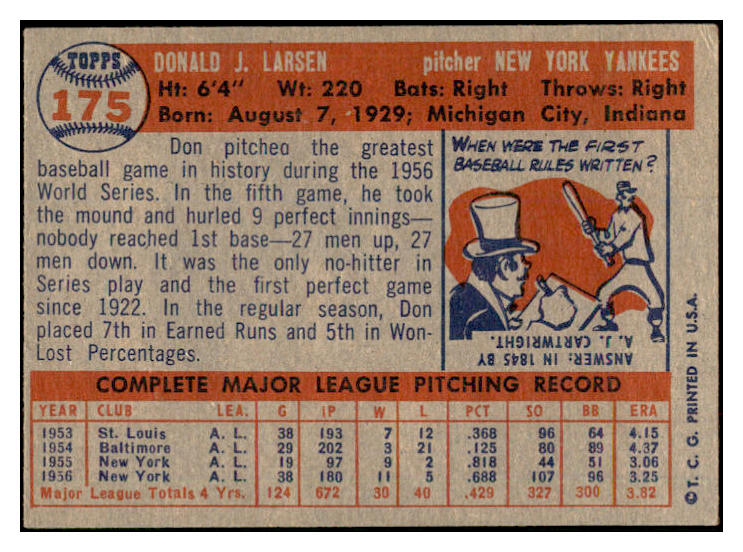 TOPPS
175
DONALD J. LARSEN pitcher NEW YORK YANKEES
Ht: 6'4" Wt: 220 Bats: Right Throws: Right
Born: August 7, 1929; Michigan City, Indiana
Don pitched the greatest
baseball game in history during the 1956
World Series. In the fifth game, he took
the mound and hurled 9 perfect innings—
nobody reached 1st base—27 men up, 27
men down. It was the only no-hitter in
Series play and the first perfect game
since 1922. In the regular season, Don
placed 7th in Earned Runs and 5th in Won-
Lost Percentages.
WHEN WERE THE FIRST
BASEBALL RULES WRITTEN?
ANSWER: IN 1845 BY
A. J. CARTWRIGHT.
COMPLETE MAJOR LEAGUE PITCHING RECORD
YEAR CLUB LEA. G IP W L PCT SO BB ERA
1953 St. Louis A. L. 38 193 7 12 .368 96 64 4.15
1954 Baltimore A. L. 29 202 3 21 .125 80 89 4.37
1955 New York A. L. 19 97 9 2 .818 44 51 3.06
1956 New York A. L. 38 180 11 5 .688 107 96 3.25
Major League Totals 4 Yrs. 124 672 30 40 .429 327 300 3.82
© T. C. G. PRINTED IN U.S.A.